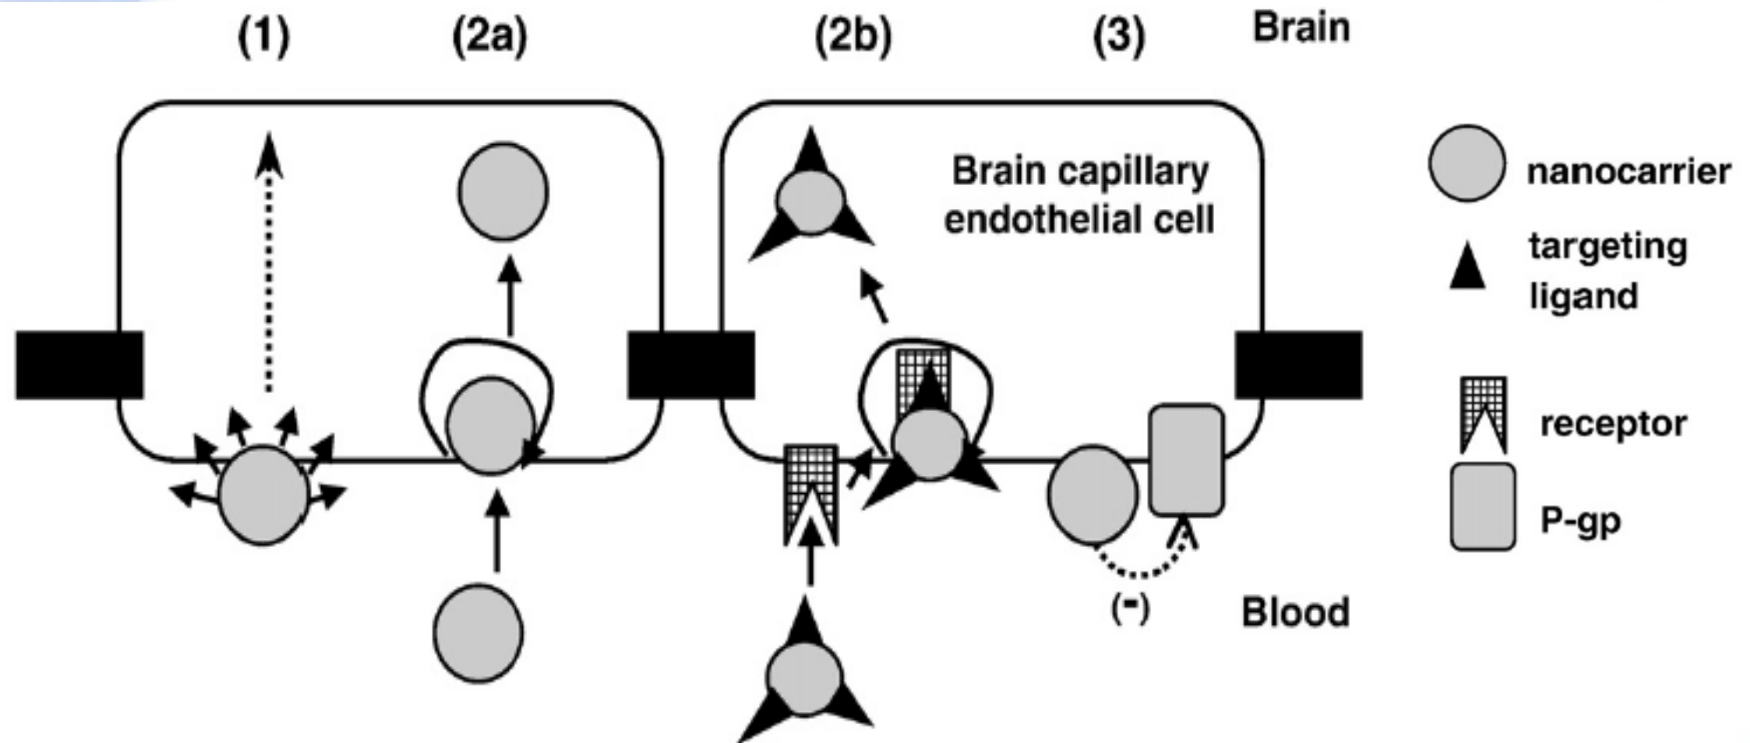 (1)
(2a)
(2b)
(3)
Brain
Brain capillary
endothelial cell
nanocarrier
targeting
ligand
receptor
P-gp
(-)
Blood